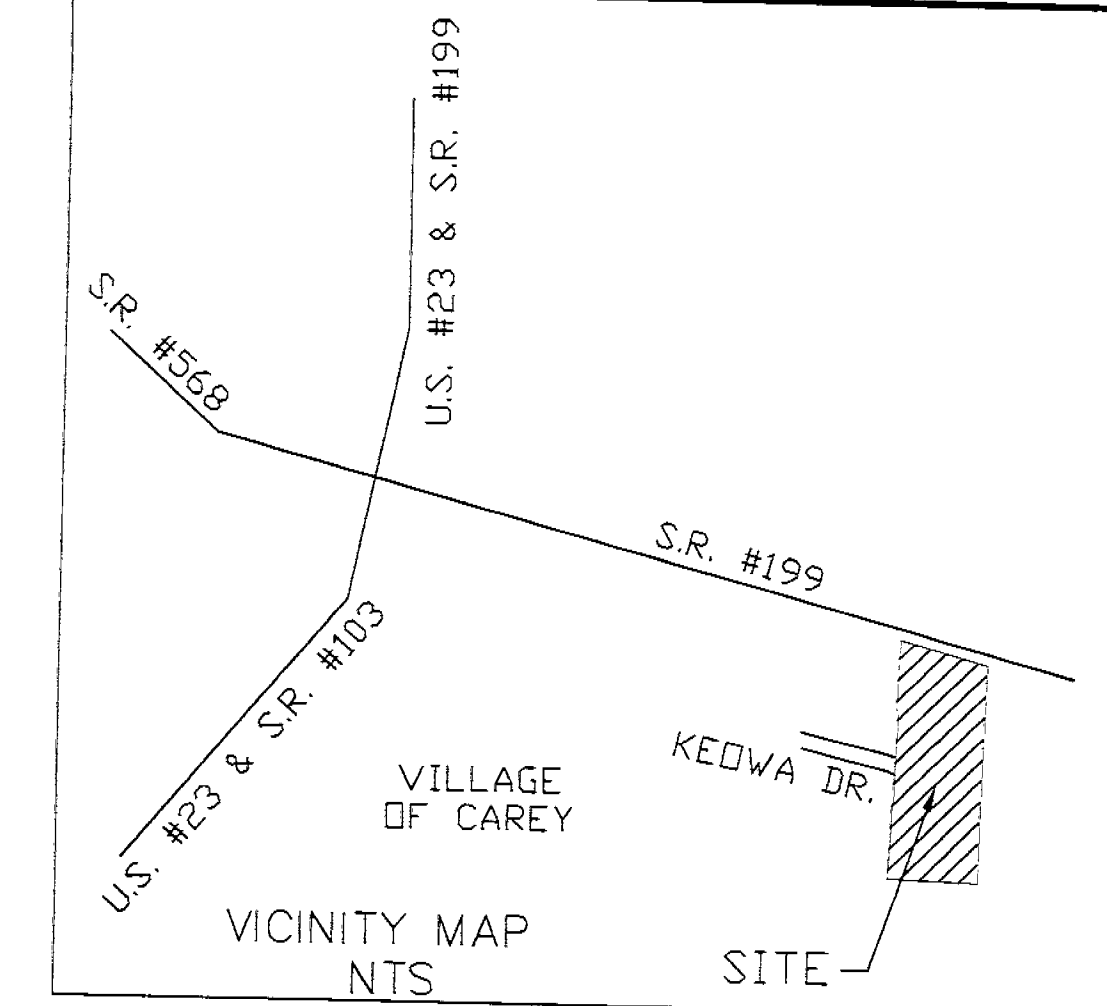 U.S. #23 & S.R. #199
S.R. #568
S.R. #199
U.S. #23 & S.R. #103
KEOWA DR.
VILLAGE
OF CAREY
VICINITY MAP
NTS
SITE